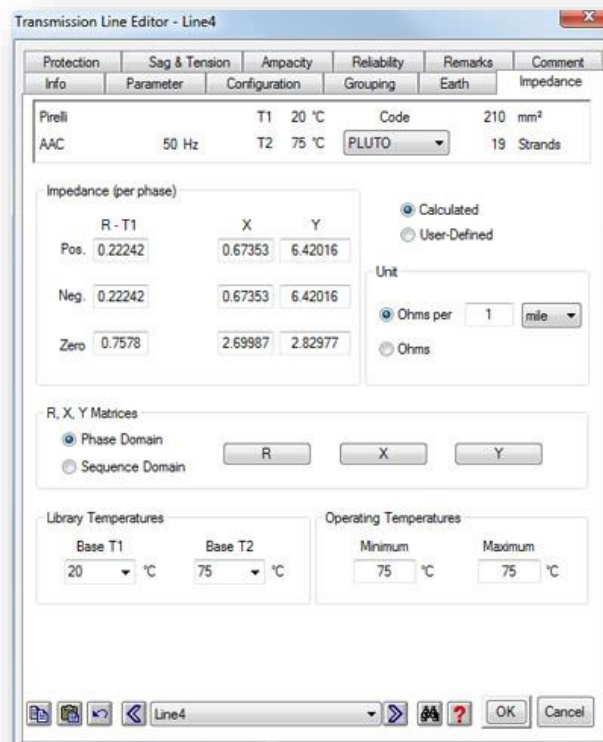 Transmission Line Editor - Line4
Protection Sag & Tension Ampacity Reliability Remarks Comment
Info Parameter Configuration Grouping Earth Impedance
Pirelli T1 20 °C Code 210 mm²
AAC 50 Hz T2 75 °C PLUTO 19 Strands
Impedance (per phase)
R - T1 X Y
Pos. 0.22242 0.67353 6.42016
Neg. 0.22242 0.67353 6.42016
Zero 0.7578 2.69987 2.82977
Calculated
User-Defined
Unit
Ohms per 1 mile
Ohms
R, X, Y Matrices
Phase Domain
Sequence Domain
R X Y
Library Temperatures
Base T1 Base T2
20 °C 75 °C
Operating Temperatures
Minimum Maximum
75 °C 75 °C
Line4 ? OK Cancel